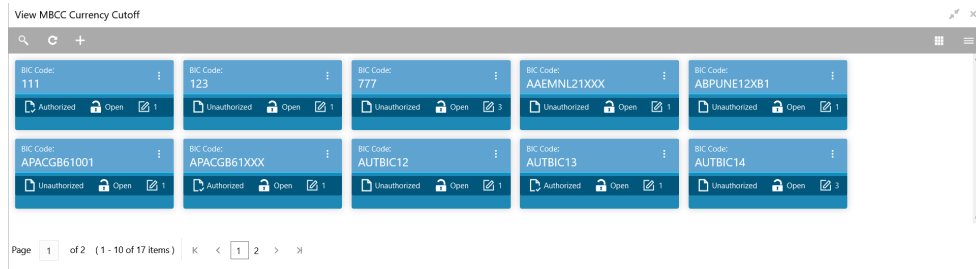 View MBCC Currency Cutoff
BIC Code:
111
Authorized Open 1
BIC Code:
123
Unauthorized Open 1
BIC Code:
777
Unauthorized Open 3
BIC Code:
AAEMNL21XXX
Unauthorized Open 1
BIC Code:
ABPUNE12XB1
Unauthorized Open 1
BIC Code:
APACGB61001
Unauthorized Open 1
BIC Code:
APACGB61XXX
Authorized Open 1
BIC Code:
AUTBIC12
Unauthorized Open 1
BIC Code:
AUTBIC13
Authorized Open 1
BIC Code:
AUTBIC14
Unauthorized Open 3
Page 1 of 2 (1 - 10 of 17 items) 1 2